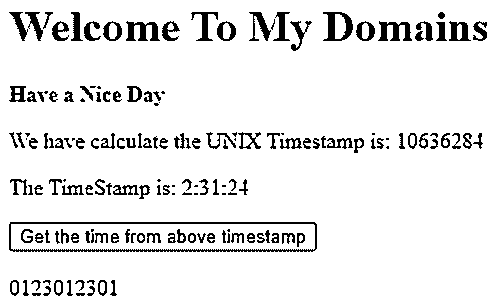 Welcome To My Domains
Have a Nice Day
We have calculate the UNIX Timestamp is: 10636284
The TimeStamp is: 2:31:24
Get the time from above timestamp
0123012301